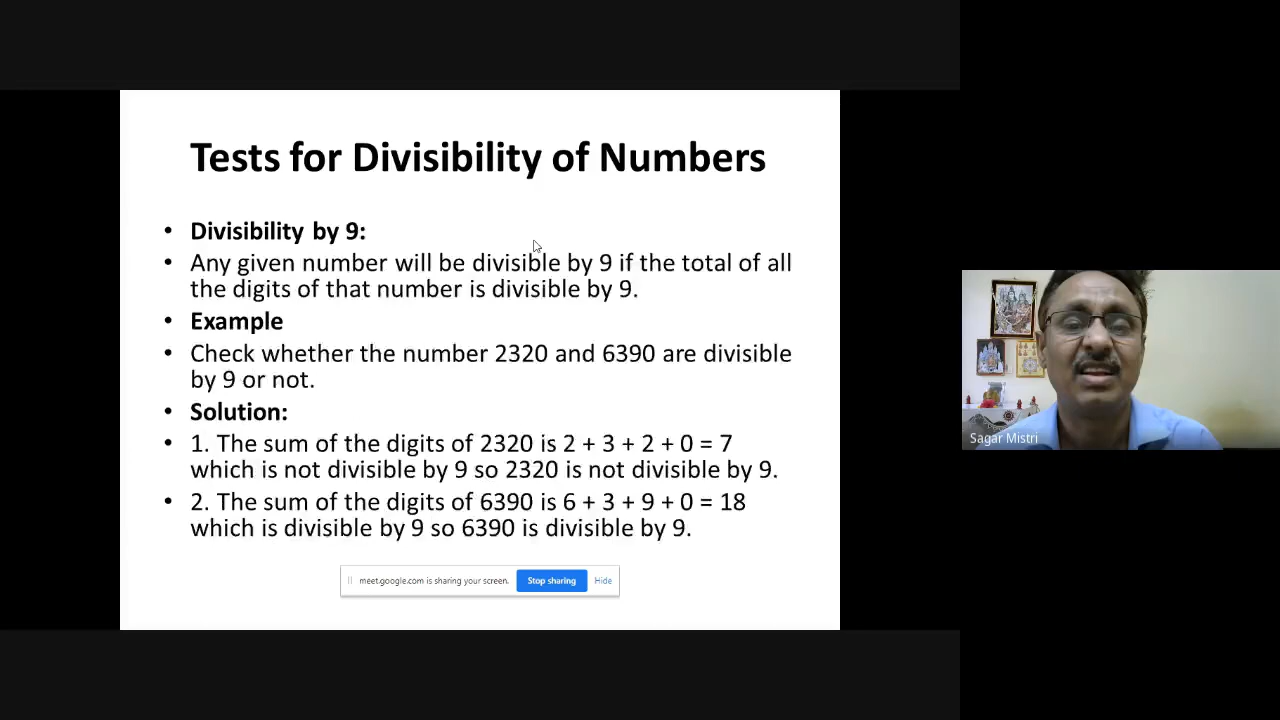 Tests for Divisibility of Numbers
• Divisibility by 9:
• Any given number will be divisible by 9 if the total of all
the digits of that number is divisible by 9.
• Example
• Check whether the number 2320 and 6390 are divisible
by 9 or not.
• Solution:
• 1. The sum of the digits of 2320 is 2 + 3 + 2 + 0 = 7
which is not divisible by 9 so 2320 is not divisible by 9.
• 2. The sum of the digits of 6390 is 6 + 3 + 9 + 0 = 18
which is divisible by 9 so 6390 is divisible by 9.
meet.google.com is sharing your screen. Stop sharing Hide
Sagar Mistri